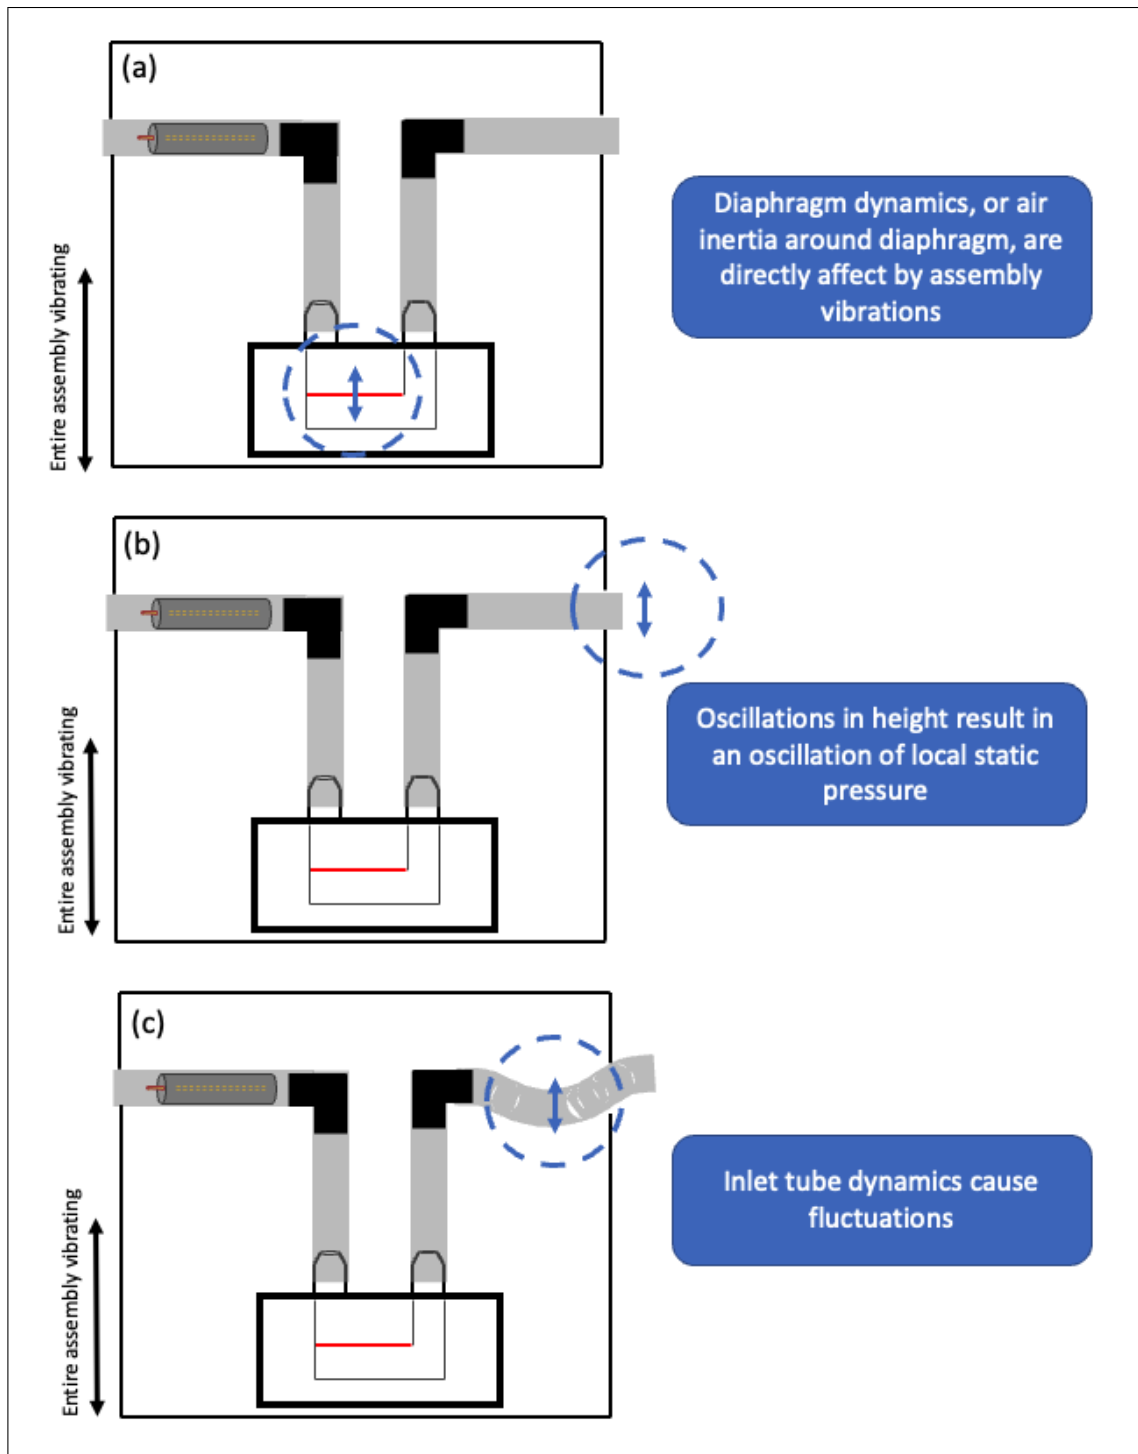 (a)
Entire assembly vibrating
Diaphragm dynamics, or air
inertia around diaphragm, are
directly affect by assembly
vibrations
(b)
Entire assembly vibrating
Oscillations in height result in
an oscillation of local static
pressure
(c)
Entire assembly vibrating
Inlet tube dynamics cause
fluctuations